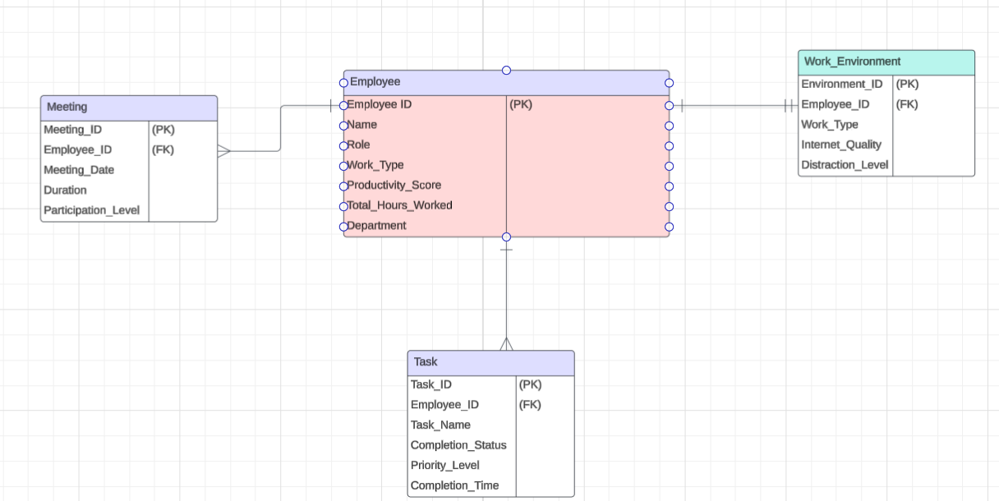 Meeting
Meeting_ID (PK)
Employee_ID (FK)
Meeting_Date
Duration
Participation_Level
Employee
Employee ID (PK)
Name
Role
Work_Type
Productivity_Score
Total_Hours_Worked
Department
Work_Environment
Environment_ID (PK)
Employee_ID (FK)
Work_Type
Internet_Quality
Distraction_Level
Task
Task_ID (PK)
Employee_ID (FK)
Task_Name
Completion_Status
Priority_Level
Completion_Time